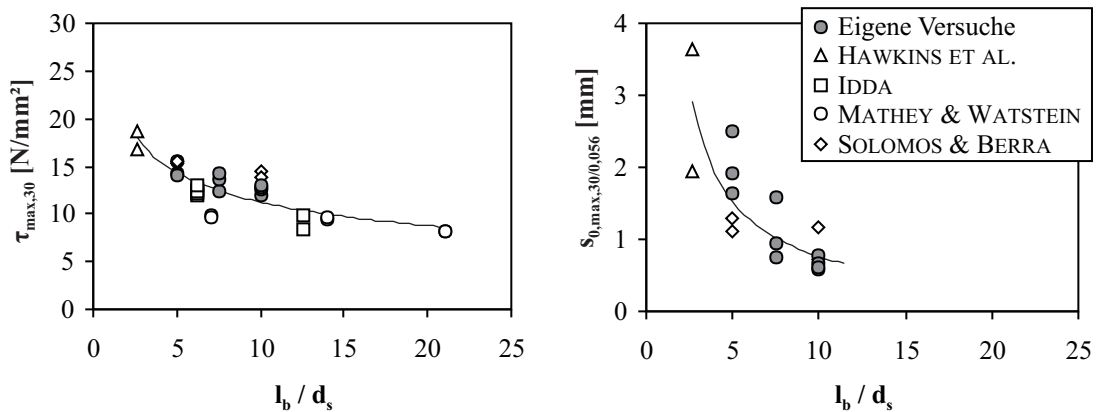 τmax,30 [N/mm²]
30
25
20
15
10
5
0
0 5 10 15 20 25
lb / ds
s0,max,30/0,056 [mm]
4
3
2
1
0
0 5 10 15 20 25
lb / ds
Eigene Versuche
HAWKINS ET AL.
IDDA
MATHEY & WATSTEIN
SOLOMOS & BERRA